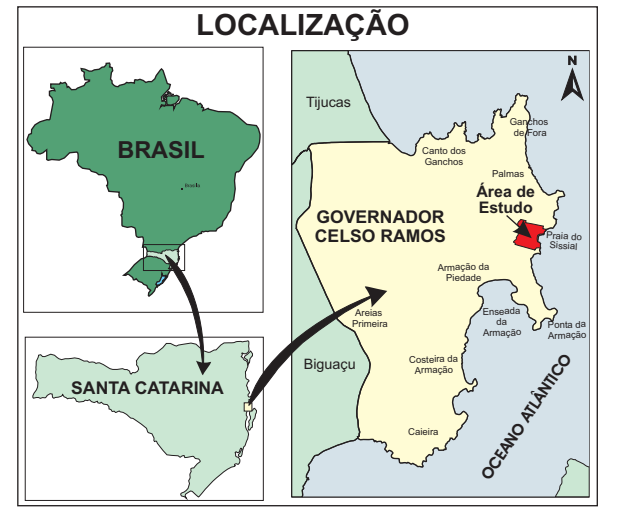 LOCALIZAÇÃO
BRASIL
Brasília
SANTA CATARINA
N
Tijucas
Ganchos
de Fora
Canto dos
Ganchos
Palmas
Área de
Estudo
GOVERNADOR
CELSO RAMOS
Praia do
Sissial
Armação da
Piedade
Areias
Primeira
Enseada
da
Armação
Ponta da
Armação
Biguaçu
Costeira da
Armação
Caieira
OCEANO ATLÂNTICO